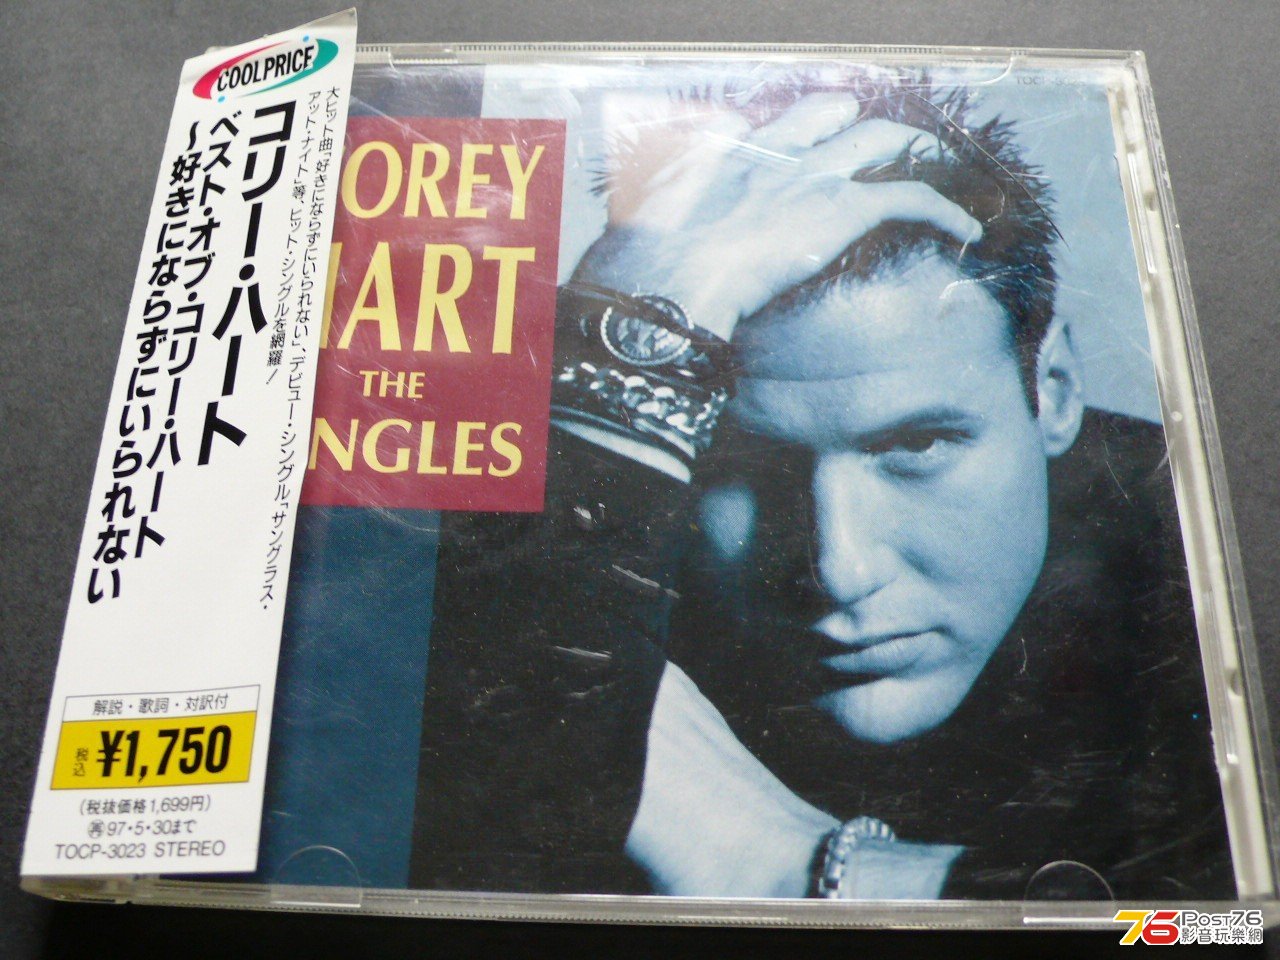 COOLPRICE
大ヒット曲「好きにならずにいられない」、デビュー・シングル「サングラス・
アット・ナイト」等、ヒット・シングルを網羅!
コリー・ハート
ベスト・オブ・コリー・ハート
〜好きにならずにいられない
解説・歌詞・対訳付
税込 ¥1,750
(税抜価格1,699円)
97・5・30まで
TOCP-3023 STEREO
OREY
HART
THE
NGLES
POST76
影音玩樂網